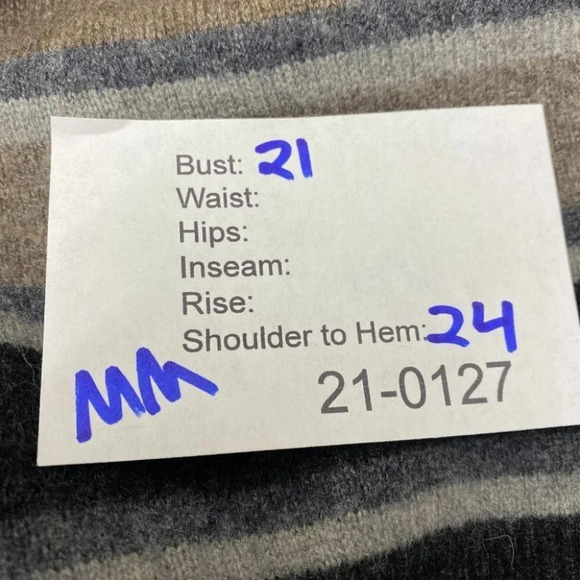 Bust: 21
Waist:
Hips:
Inseam:
Rise:
Shoulder to Hem: 24
MM
21-0127